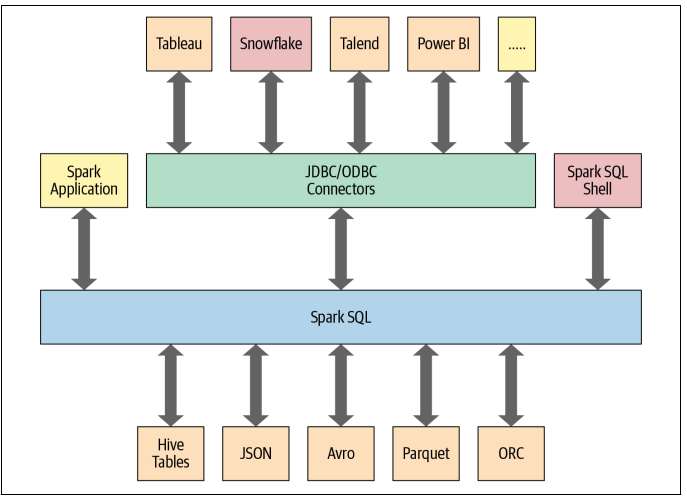 Tableau
Snowflake
Talend
Power BI
.....
Spark
Application
JDBC/ODBC
Connectors
Spark SQL
Shell
Spark SQL
Hive
Tables
JSON
Avro
Parquet
ORC